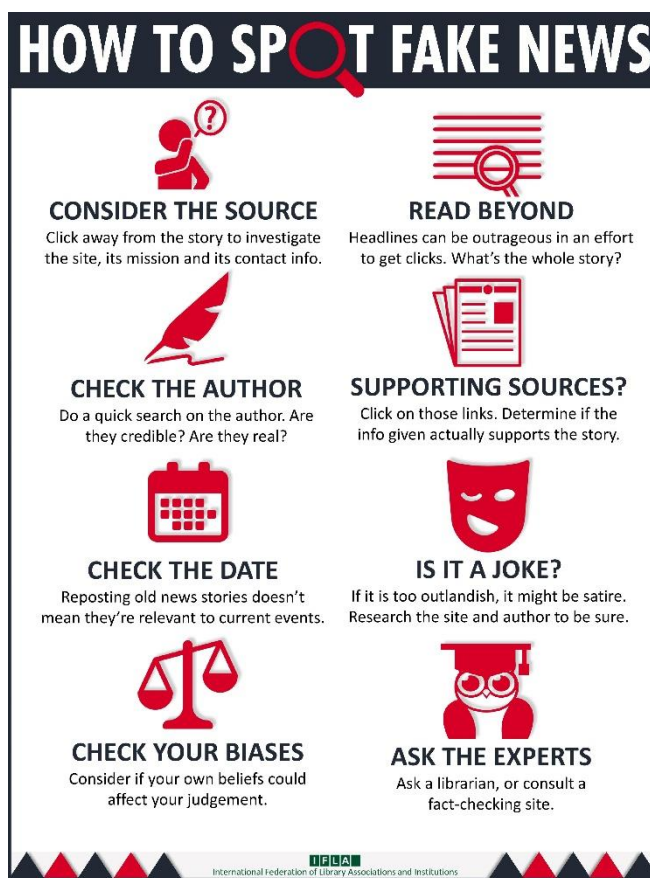 HOW TO SPOT FAKE NEWS
?
CONSIDER THE SOURCE
Click away from the story to investigate
the site, its mission and its contact info.
READ BEYOND
Headlines can be outrageous in an effort
to get clicks. What's the whole story?
CHECK THE AUTHOR
Do a quick search on the author. Are
they credible? Are they real?
SUPPORTING SOURCES?
Click on those links. Determine if the
info given actually supports the story.
CHECK THE DATE
Reposting old news stories doesn't
mean they're relevant to current events.
IS IT A JOKE?
If it is too outlandish, it might be satire.
Research the site and author to be sure.
CHECK YOUR BIASES
Consider if your own beliefs could
affect your judgement.
ASK THE EXPERTS
Ask a librarian, or consult a
fact-checking site.
IFLA
International Federation of Library Associations and Institutions